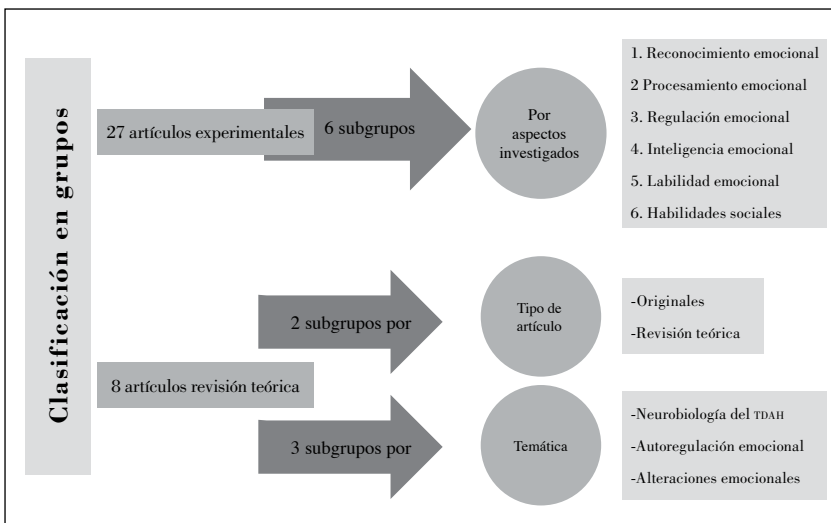 Clasificación en grupos
27 artículos experimentales
6 subgrupos
Por
aspectos
investigados
1. Reconocimiento emocional
2 Procesamiento emocional
3. Regulación emocional
4. Inteligencia emocional
5. Labilidad emocional
6. Habilidades sociales
8 artículos revisión teórica
2 subgrupos por
Tipo de
artículo
-Originales
-Revisión teórica
3 subgrupos por
Temática
-Neurobiología del TDAH
-Autoregulación emocional
-Alteraciones emocionales